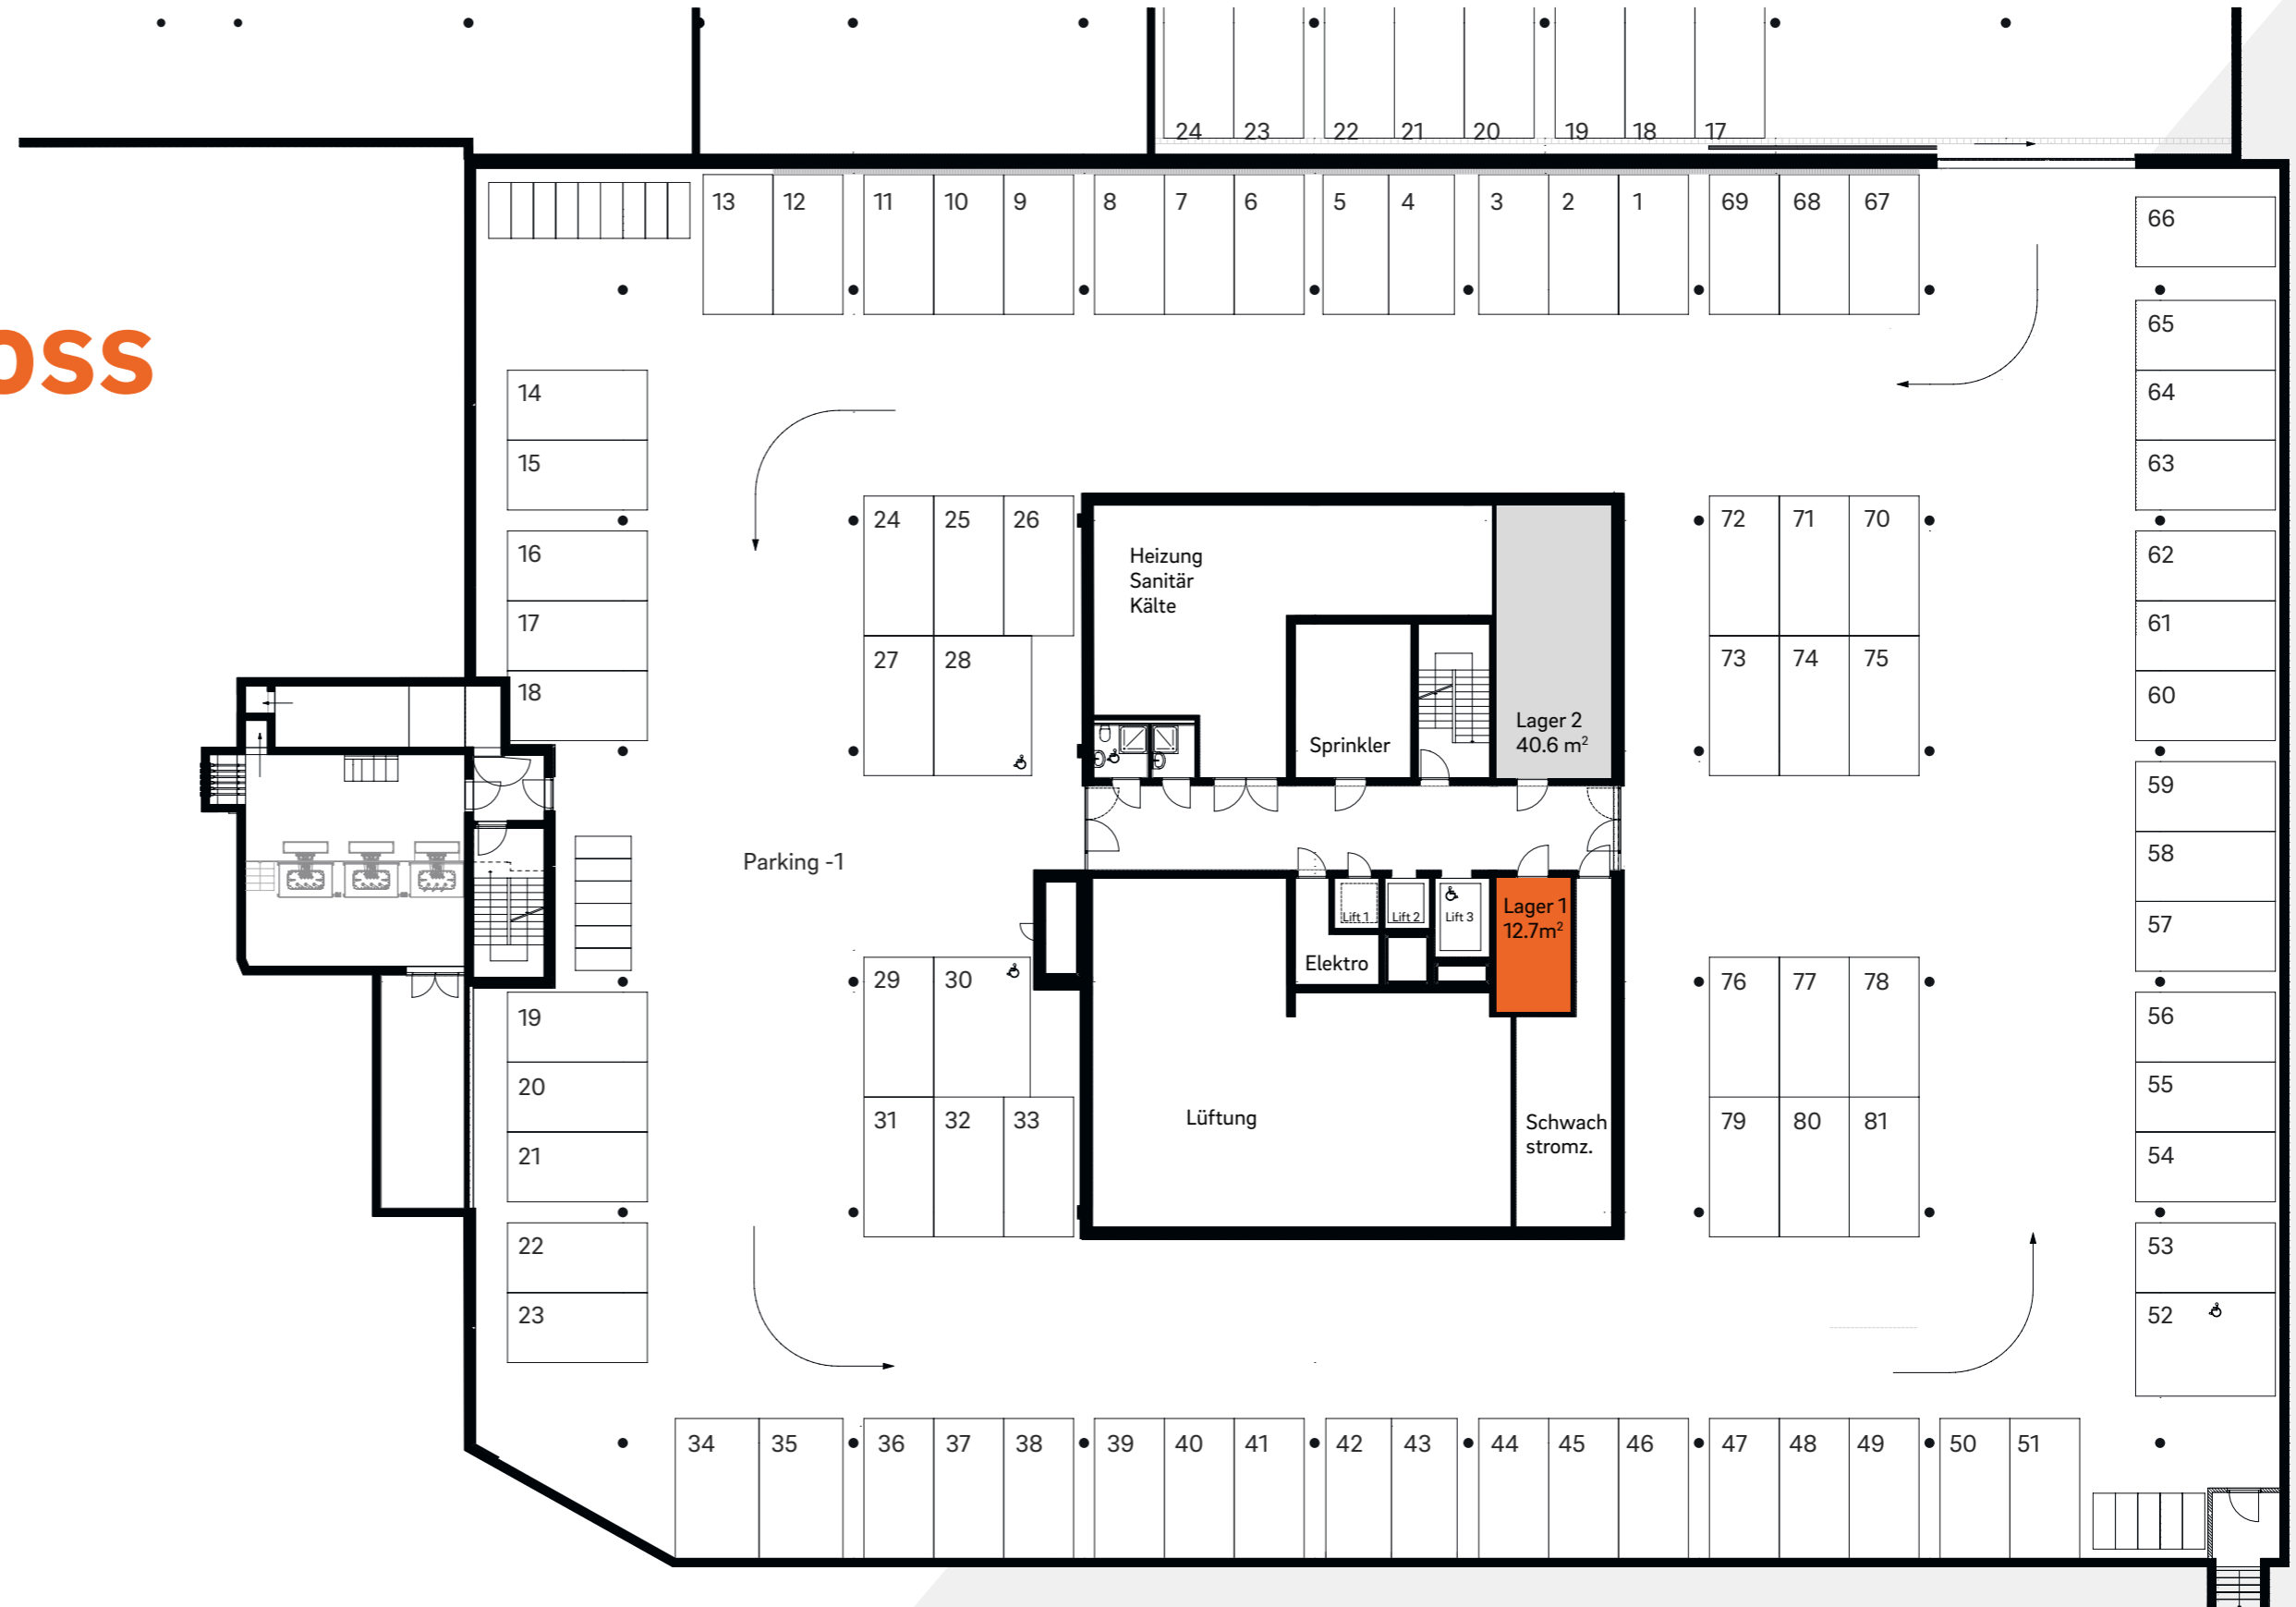 24 23 22 21 20 19 18 17
13 12 11 10 9 8 7 6 5 4 3 2 1 69 68 67
66
65
oss
14
64
15
63
24 25 26
72 71 70
16
Heizung
Sanitär
Kälte
62
17
61
27 28
73 74 75
18
60
Lager 2
40.6 m²
Sprinkler
59
Parking -1
58
Lift 1
Lift 2
Lift 3
Lager 1
12.7m²
57
Elektro
29 30
76 77 78
19
56
20
55
31 32 33
Lüftung
Schwach
stromz.
79 80 81
21
54
22
53
23
52
34 35 36 37 38 39 40 41 42 43 44 45 46 47 48 49 50 51